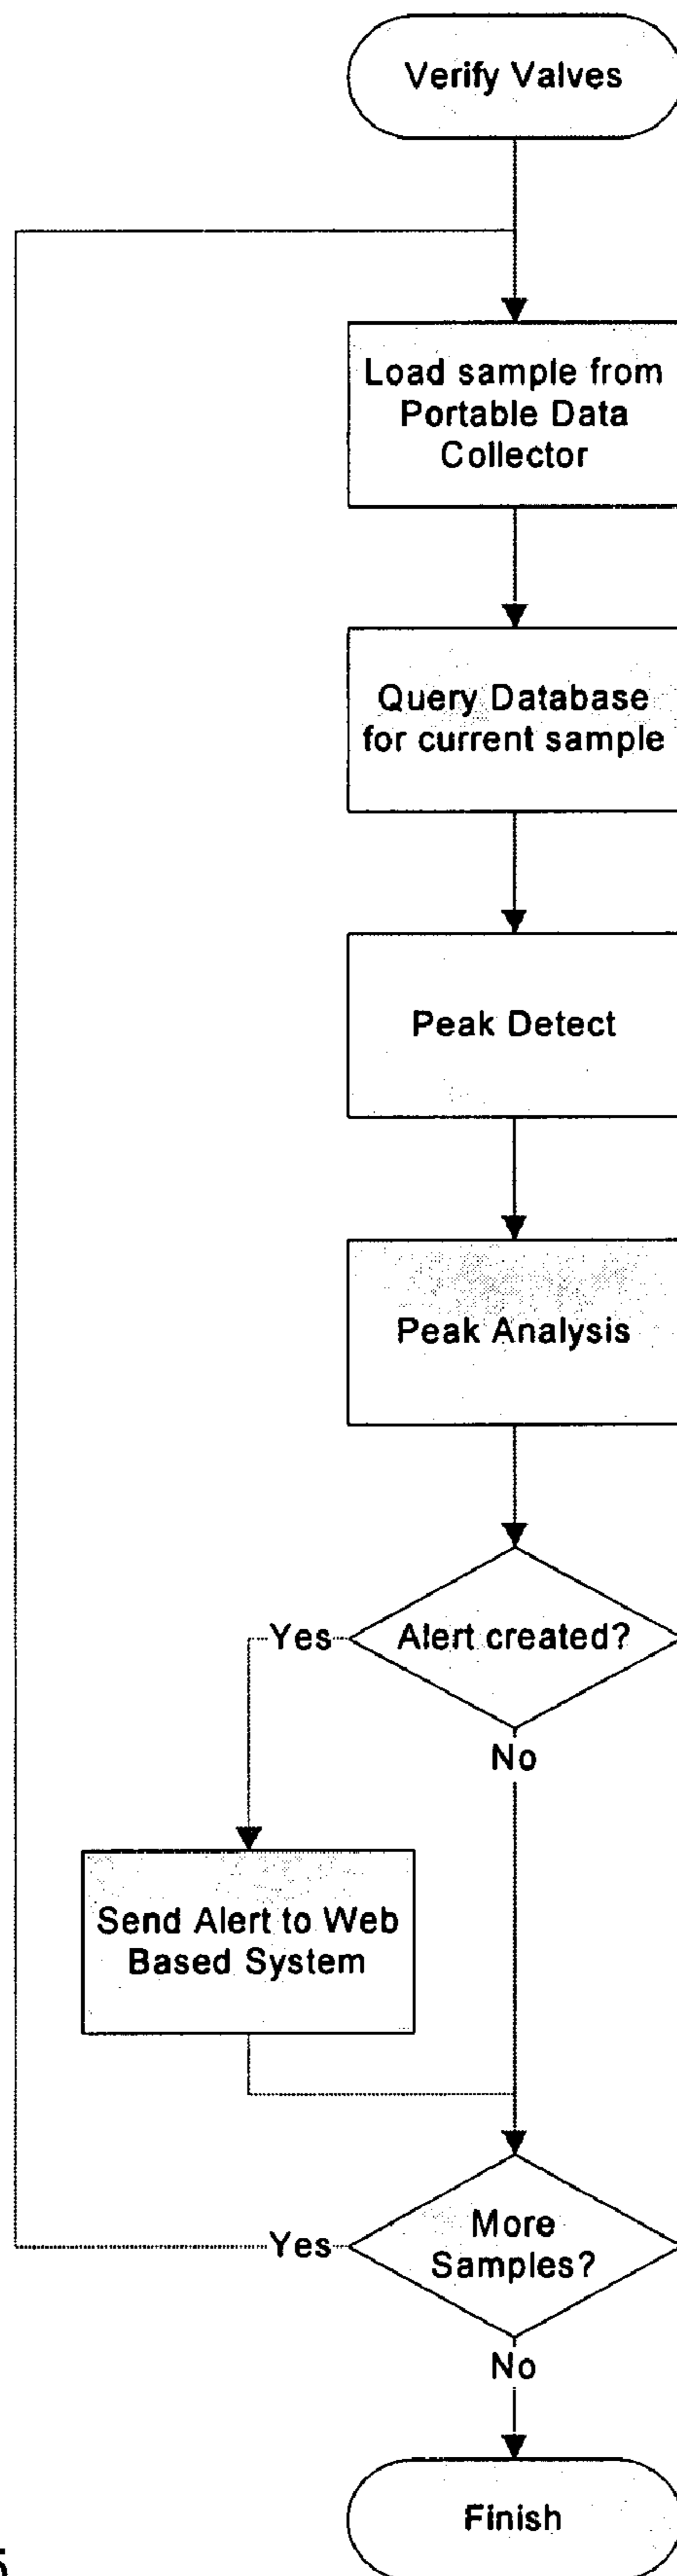 Verify Valves
Load sample from
Portable Data
Collector
Query Database
for current sample
Peak Detect
Peak Analysis
Alert created?
Yes
No
Send Alert to Web
Based System
More
Samples?
Yes
No
Finish